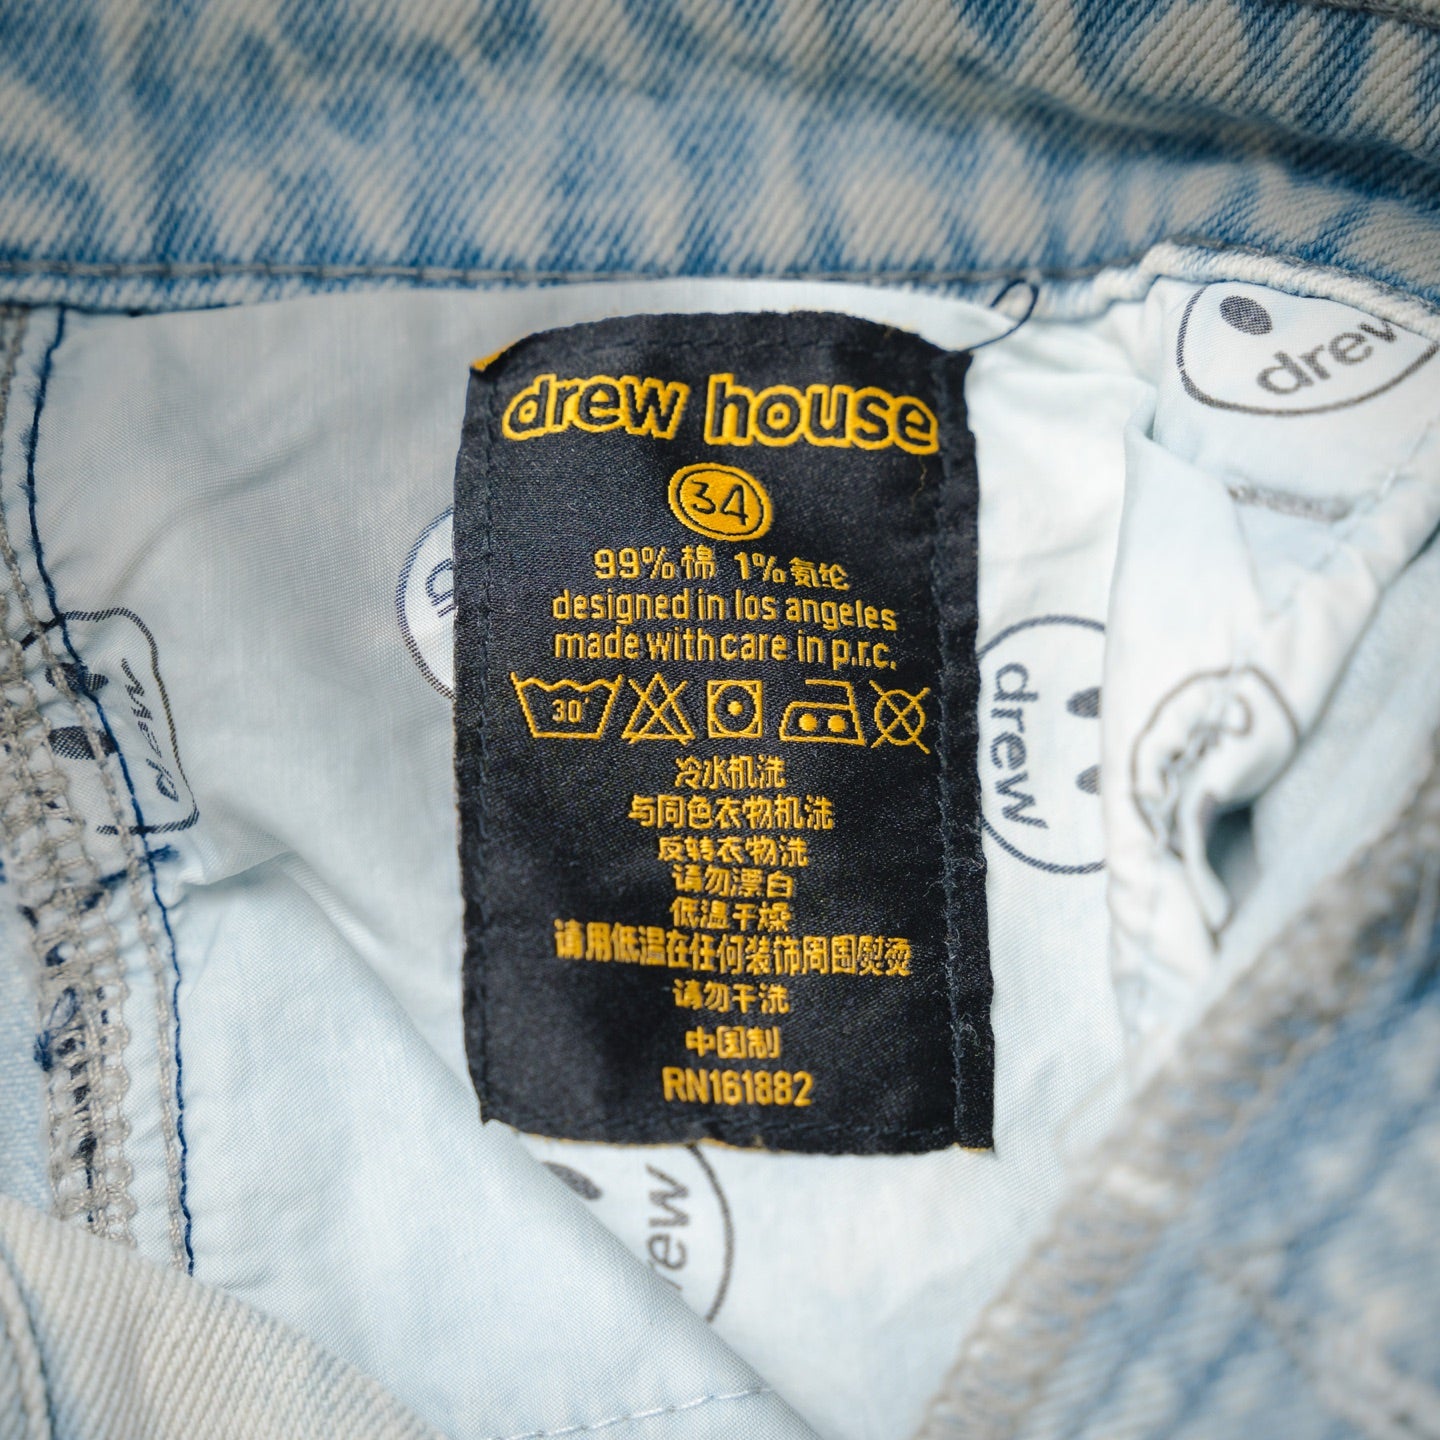 drew house
34
99%棉 1%氨纶
designed in los angeles
made with care in p.r.c.
30°
冷水机洗
与同色衣物机洗
反转衣物洗
请勿漂白
低温干燥
请用低温在任何装饰周围熨烫
请勿干洗
中国制
RN161882
drew
drew
drew
drew